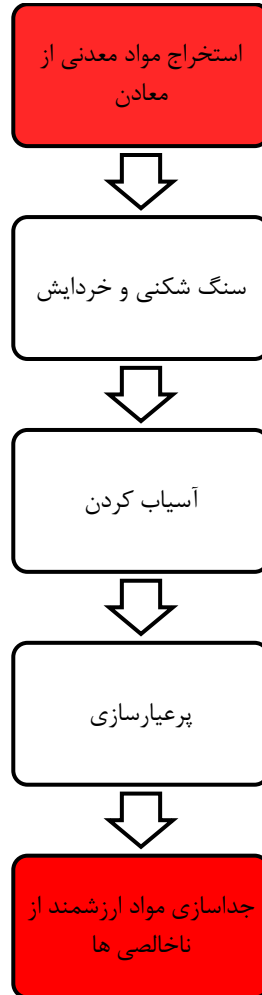 استخراج مواد معدنی از
معادن
سنگ شکنی و خردایش
آسیاب کردن
پرعیارسازی
جداسازی مواد ارزشمند از
ناخالصی ها